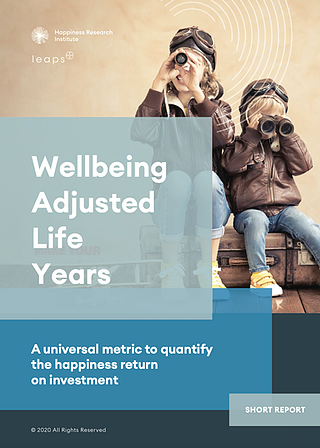 Happiness Research
Institute
leaps
Wellbeing
Adjusted
Life
Years
A universal metric to quantify
the happiness return
on investment
SHORT REPORT
© 2020 All Rights Reserved